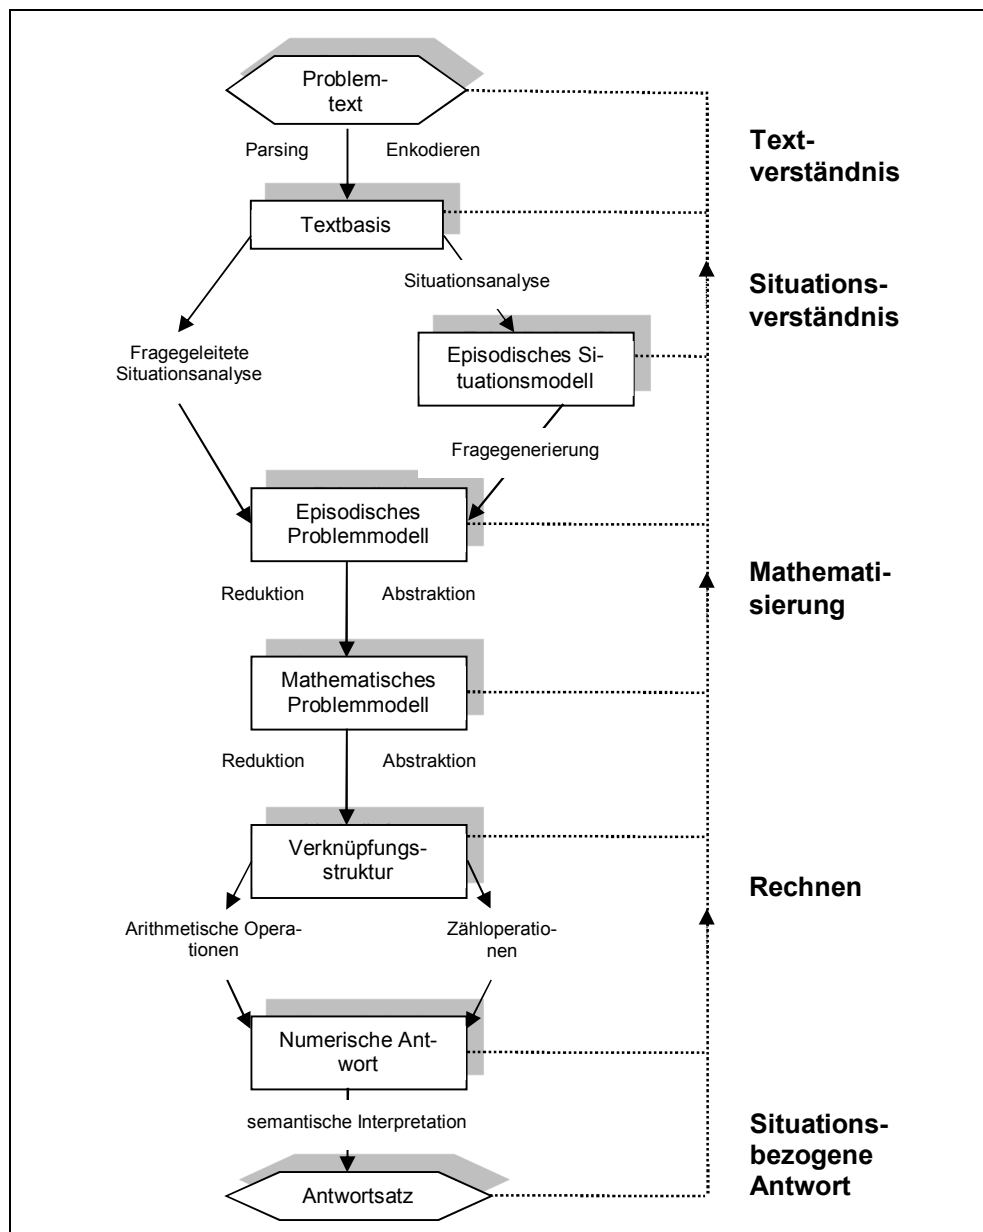 Problem-
text
Parsing
Enkodieren
Text-
verständnis
Textbasis
Situationsanalyse
Situations-
verständnis
Fragegeleitete
Situationsanalyse
Episodisches Si-
tuationsmodell
Fragegenerierung
Episodisches
Problemmodell
Reduktion
Abstraktion
Mathemati-
sierung
Mathematisches
Problemmodell
Reduktion
Abstraktion
Verknüpfungs-
struktur
Rechnen
Arithmetische Opera-
tionen
Zähloperatio-
nen
Numerische Ant-
wort
semantische Interpretation
Situations-
bezogene
Antwort
Antwortsatz